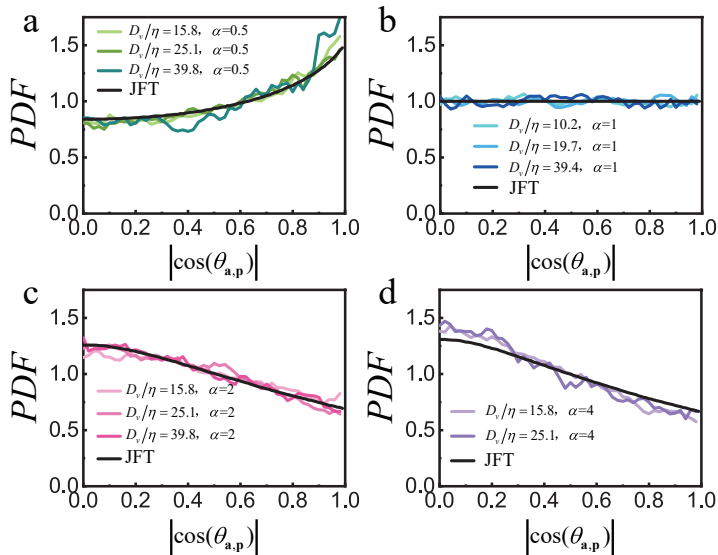 a
PDF
1.5
1.0
0.5
0.0
D_v/η = 15.8, α=0.5
D_v/η = 25.1, α=0.5
D_v/η = 39.8, α=0.5
JFT
0.0 0.2 0.4 0.6 0.8 1.0
|cos(θ_a,p)|
b
PDF
1.5
1.0
0.5
0.0
D_v/η = 10.2, α=1
D_v/η = 19.7, α=1
D_v/η = 39.4, α=1
JFT
0.0 0.2 0.4 0.6 0.8 1.0
|cos(θ_a,p)|
c
PDF
1.5
1.0
0.5
0.0
D_v/η = 15.8, α=2
D_v/η = 25.1, α=2
D_v/η = 39.8, α=2
JFT
0.0 0.2 0.4 0.6 0.8 1.0
|cos(θ_a,p)|
d
PDF
1.5
1.0
0.5
0.0
D_v/η = 15.8, α=4
D_v/η = 25.1, α=4
JFT
0.0 0.2 0.4 0.6 0.8 1.0
|cos(θ_a,p)|